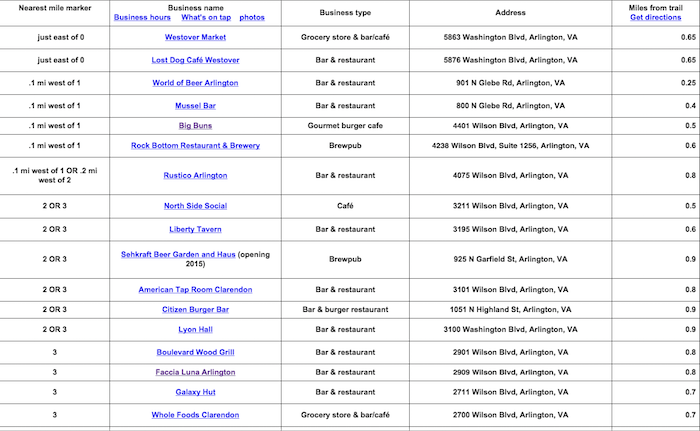 Nearest mile marker Business name Business type Address Miles from trail
Business hours What's on tap photos Get directions
just east of 0 Westover Market Grocery store & bar/café 5863 Washington Blvd, Arlington, VA 0.65
just east of 0 Lost Dog Café Westover Bar & restaurant 5876 Washington Blvd, Arlington, VA 0.65
.1 mi west of 1 World of Beer Arlington Bar & restaurant 901 N Glebe Rd, Arlington, VA 0.25
.1 mi west of 1 Mussel Bar Bar & restaurant 800 N Glebe Rd, Arlington, VA 0.4
.1 mi west of 1 Big Buns Gourmet burger cafe 4401 Wilson Blvd, Arlington, VA 0.5
.1 mi west of 1 Rock Bottom Restaurant & Brewery Brewpub 4238 Wilson Blvd, Suite 1256, Arlington, VA 0.6
.1 mi west of 1 OR .2 mi
west of 2 Rustico Arlington Bar & restaurant 4075 Wilson Blvd, Arlington, VA 0.8
2 OR 3 North Side Social Café 3211 Wilson Blvd, Arlington, VA 0.5
2 OR 3 Liberty Tavern Bar & restaurant 3195 Wilson Blvd, Arlington, VA 0.6
2 OR 3 Sehkraft Beer Garden and Haus (opening
2015) Brewpub 925 N Garfield St, Arlington, VA 0.9
2 OR 3 American Tap Room Clarendon Bar & restaurant 3101 Wilson Blvd, Arlington, VA 0.8
2 OR 3 Citizen Burger Bar Bar & burger restaurant 1051 N Highland St, Arlington, VA 0.9
2 OR 3 Lyon Hall Bar & restaurant 3100 Washington Blvd, Arlington, VA 0.9
3 Boulevard Wood Grill Bar & restaurant 2901 Wilson Blvd, Arlington, VA 0.8
3 Faccia Luna Arlington Bar & restaurant 2909 Wilson Blvd, Arlington, VA 0.8
3 Galaxy Hut Bar & restaurant 2711 Wilson Blvd, Arlington, VA 0.7
3 Whole Foods Clarendon Grocery store & bar/café 2700 Wilson Blvd, Arlington, VA 0.7